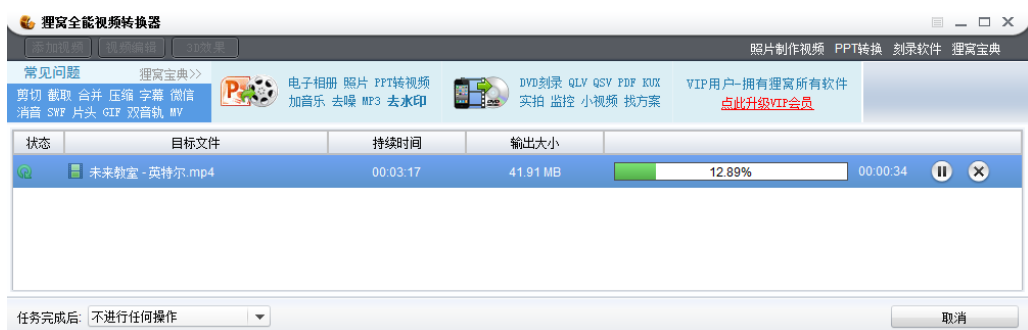 狸窝全能视频转换器
添加视频 视频编辑 3D效果 照片制作视频 PPT转换 刻录软件 狸窝宝典
常见问题 狸窝宝典>>
剪切 截取 合并 压缩 字幕 微信
消音 SWF 片头 GIF 双音轨 MV
电子相册 照片 PPT转视频
加音乐 去噪 MP3 去水印
DVD刻录 QLV QSV PDF KUX
实拍 监控 小视频 找方案
VIP用户-拥有狸窝所有软件
点此升级VIP会员
状态 目标文件 持续时间 输出大小
未来教室 -英特尔.mp4 00:03:17 41.91 MB 12.89% 00:00:34
任务完成后: 不进行任何操作 取消